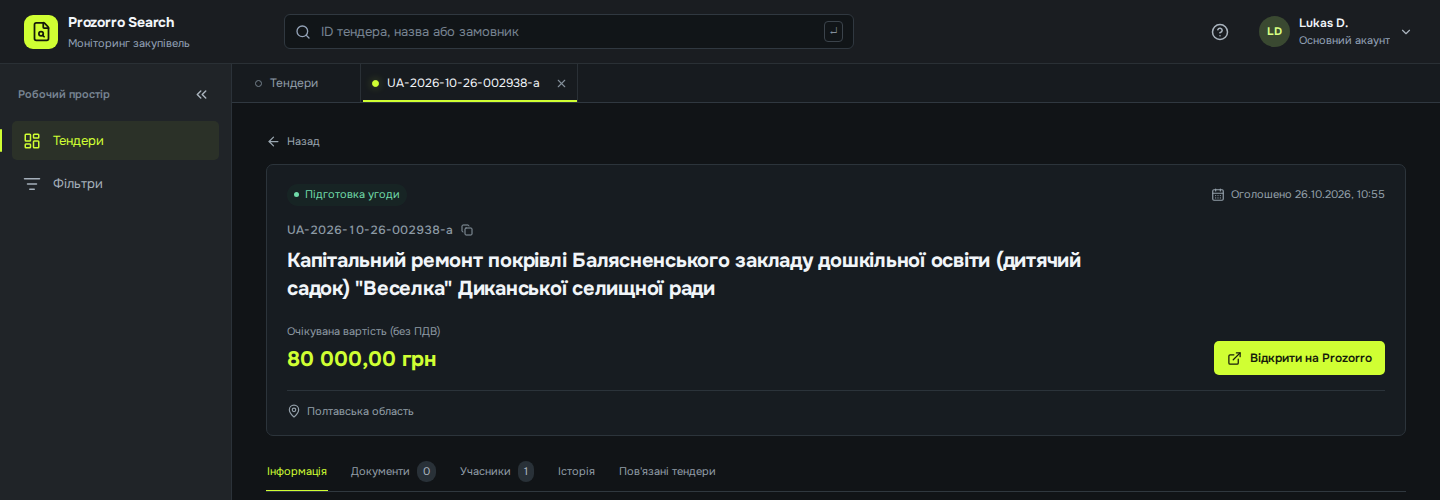 Prozorro Search
Моніторинг закупівель
ID тендера, назва або замовник
LD
Lukas D.
Основний акаунт
Робочий простір
Тендери
UA-2026-10-26-002938-a
Тендери
Фільтри
Назад
Підготовка угоди
Оголошено 26.10.2026, 10:55
UA-2026-10-26-002938-a
Капітальний ремонт покрівлі Балясненського закладу дошкільної освіти (дитячий
садок) "Веселка" Диканської селищної ради
Очікувана вартість (без ПДВ)
80 000,00 грн
Відкрити на Prozorro
Полтавська область
Інформація
Документи 0
Учасники 1
Історія
Пов'язані тендери